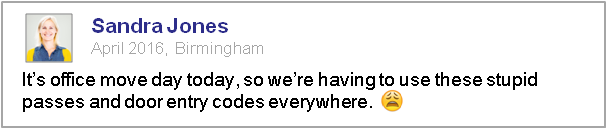 Sandra Jones
April 2016, Birmingham
It's office move day today, so we're having to use these stupid
passes and door entry codes everywhere. 😩